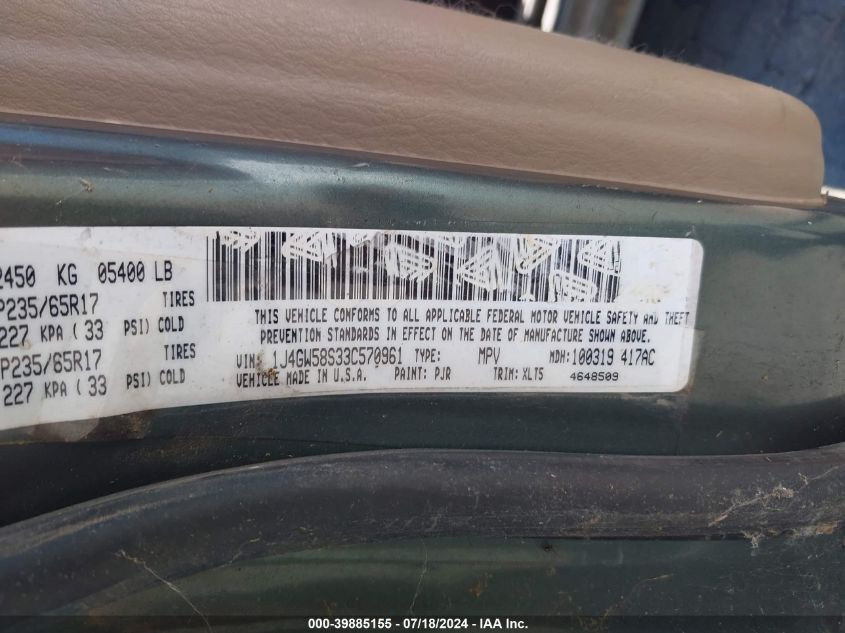 2450 KG 05400 LB
P235/65R17 TIRES
227 KPA ( 33 PSI) COLD
P235/65R17 TIRES
227 KPA ( 33 PSI) COLD
THIS VEHICLE CONFORMS TO ALL APPLICABLE FEDERAL MOTOR VEHICLE SAFETY AND THEFT
PREVENTION STANDARDS IN EFFECT ON THE DATE OF MANUFACTURE SHOWN ABOVE.
VIN: 1J4GW58S33C570961 TYPE: MPV MDH: 100319 417AC
VEHICLE MADE IN U.S.A. PAINT: PJR TRIM: XLT5 4648509
000-39885155 - 07/18/2024 - IAA Inc.